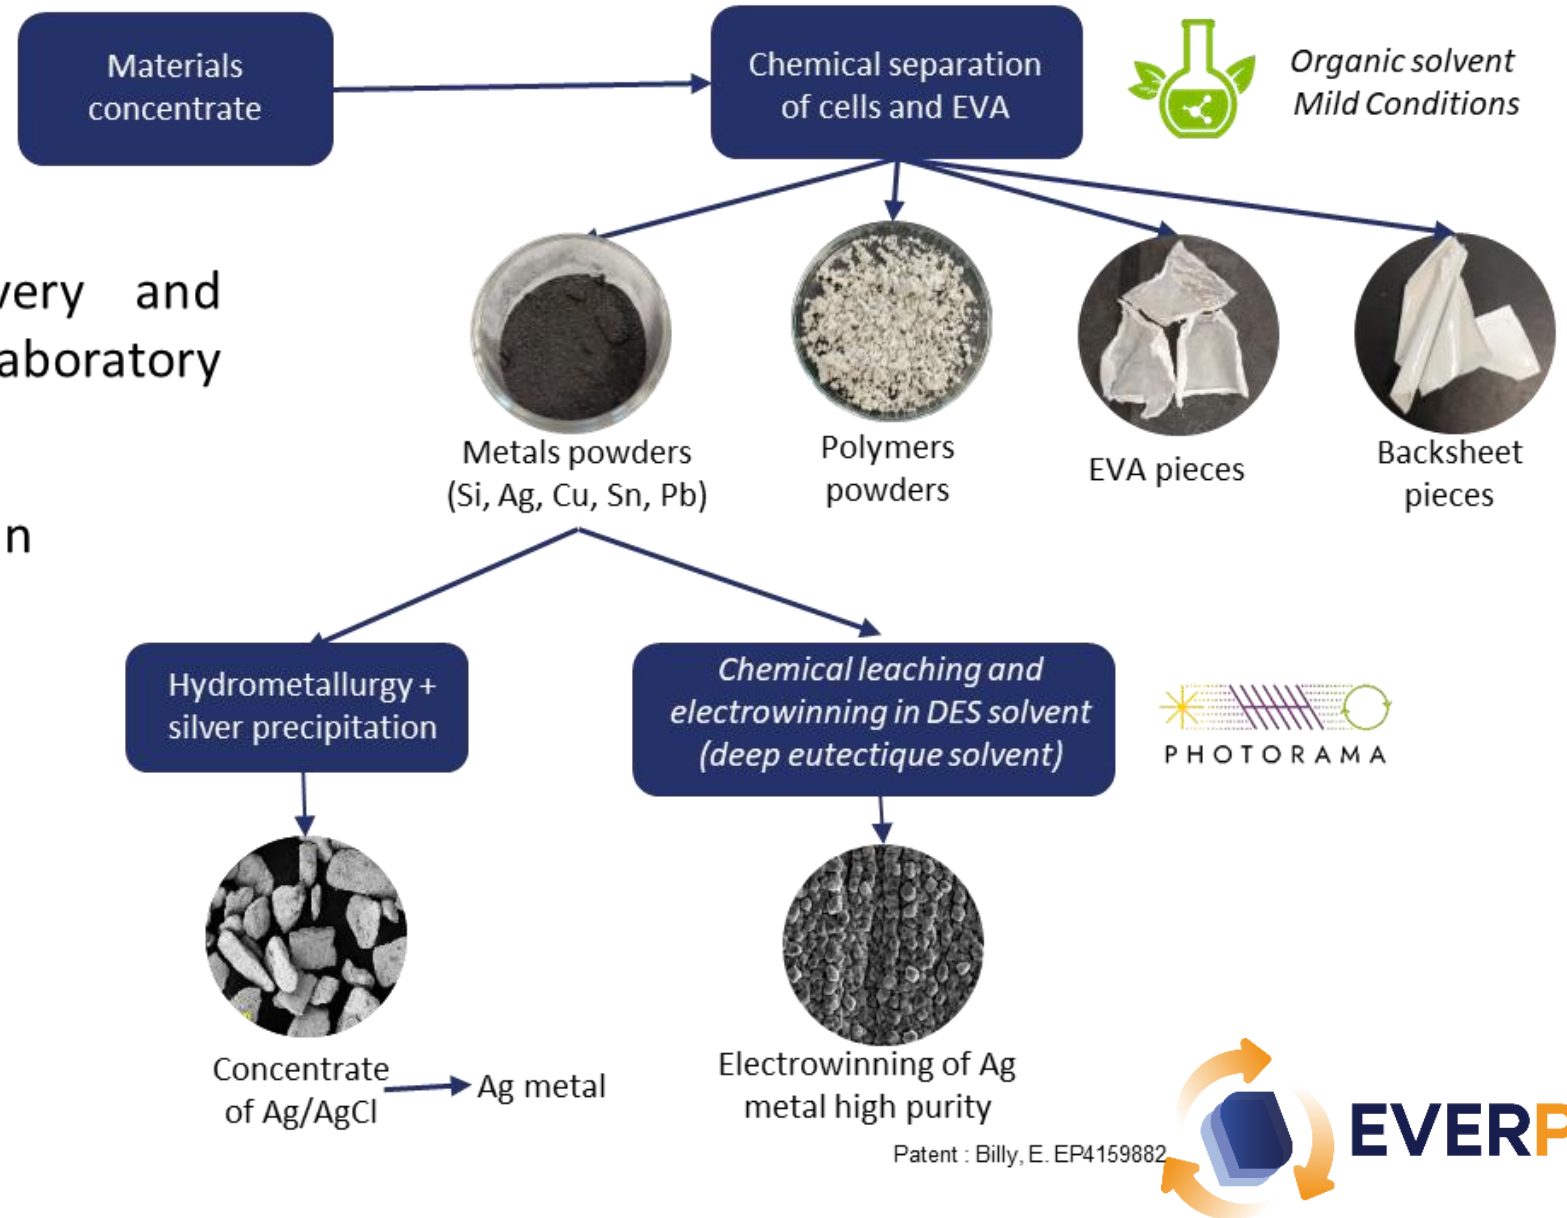 Materials
concentrate
Chemical separation
of cells and EVA
Organic solvent
Mild Conditions
very and
laboratory
n
Metals powders
(Si, Ag, Cu, Sn, Pb)
Polymers
powders
EVA pieces
Backsheet
pieces
Hydrometallurgy +
silver precipitation
Chemical leaching and
electrowinning in DES solvent
(deep eutectique solvent)
PHOTORAMA
Concentrate
of Ag/AgCl
Ag metal
Electrowinning of Ag
metal high purity
Patent : Billy, E. EP4159882
EVERP